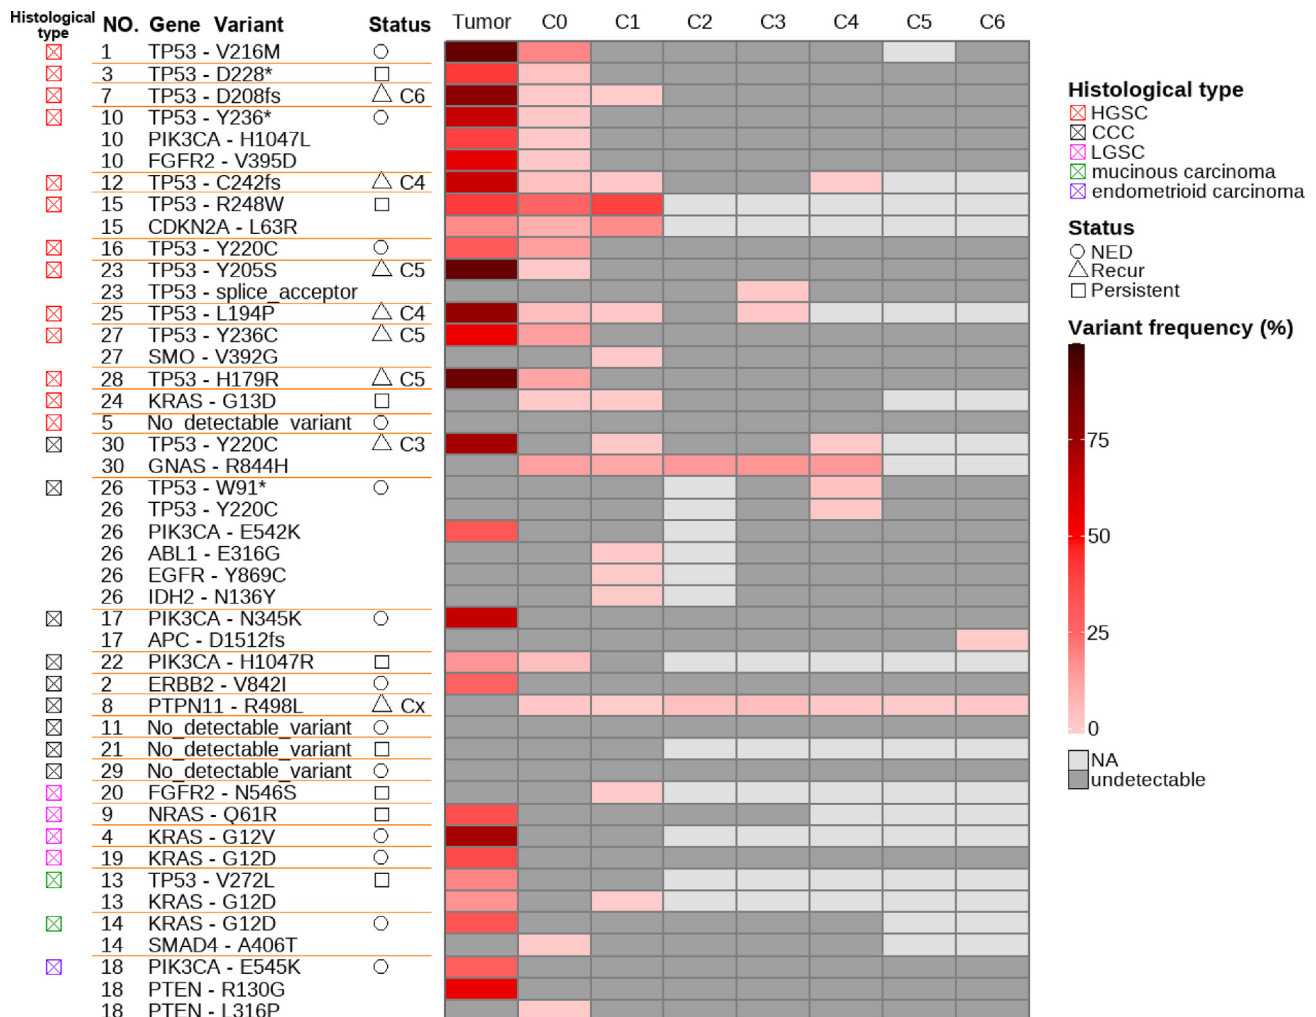 Histological type NO. Gene Variant Status Tumor C0 C1 C2 C3 C4 C5 C6
1 TP53 - V216M
3 TP53 - D228*
7 TP53 - D208fs C6
10 TP53 - Y236*
10 PIK3CA - H1047L
10 FGFR2 - V395D
12 TP53 - C242fs C4
15 TP53 - R248W
15 CDKN2A - L63R
16 TP53 - Y220C
23 TP53 - Y205S C5
23 TP53 - splice_acceptor
25 TP53 - L194P C4
27 TP53 - Y236C C5
27 SMO - V392G
28 TP53 - H179R C5
24 KRAS - G13D
5 No_detectable_variant
30 TP53 - Y220C C3
30 GNAS - R844H
26 TP53 - W91*
26 TP53 - Y220C
26 PIK3CA - E542K
26 ABL1 - E316G
26 EGFR - Y869C
26 IDH2 - N136Y
17 PIK3CA - N345K
17 APC - D1512fs
22 PIK3CA - H1047R
2 ERBB2 - V842I
8 PTPN11 - R498L Cx
11 No_detectable_variant
21 No_detectable_variant
29 No_detectable_variant
20 FGFR2 - N546S
9 NRAS - Q61R
4 KRAS - G12V
19 KRAS - G12D
13 TP53 - V272L
13 KRAS - G12D
14 KRAS - G12D
14 SMAD4 - A406T
18 PIK3CA - E545K
18 PTEN - R130G
18 PTEN - L316P
Histological type
HGSC
CCC
LGSC
mucinous carcinoma
endometrioid carcinoma
Status
NED
Recur
Persistent
Variant frequency (%)
75
50
25
0
NA
undetectable